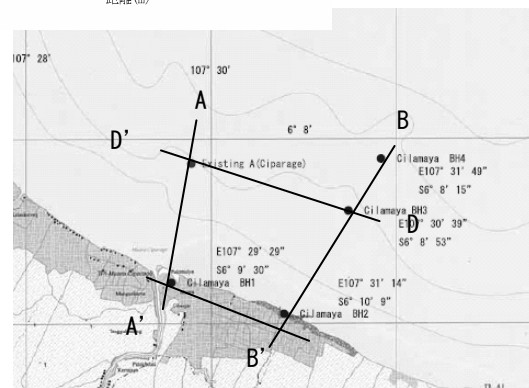 距離(m)
107° 28’
107° 30’
A
B
D’
6° 8’
Existing A(Ciparage)
Cilamaya BH4
E107° 31’ 49”
S6° 8’ 15”
Cilamaya BH3
D
E107° 30’ 39”
S6° 8’ 53”
E107° 29’ 29”
S6° 9’ 30”
Cilamaya BH1
E107° 31’ 14”
S6° 10’ 9”
Cilamaya BH2
A’
B’